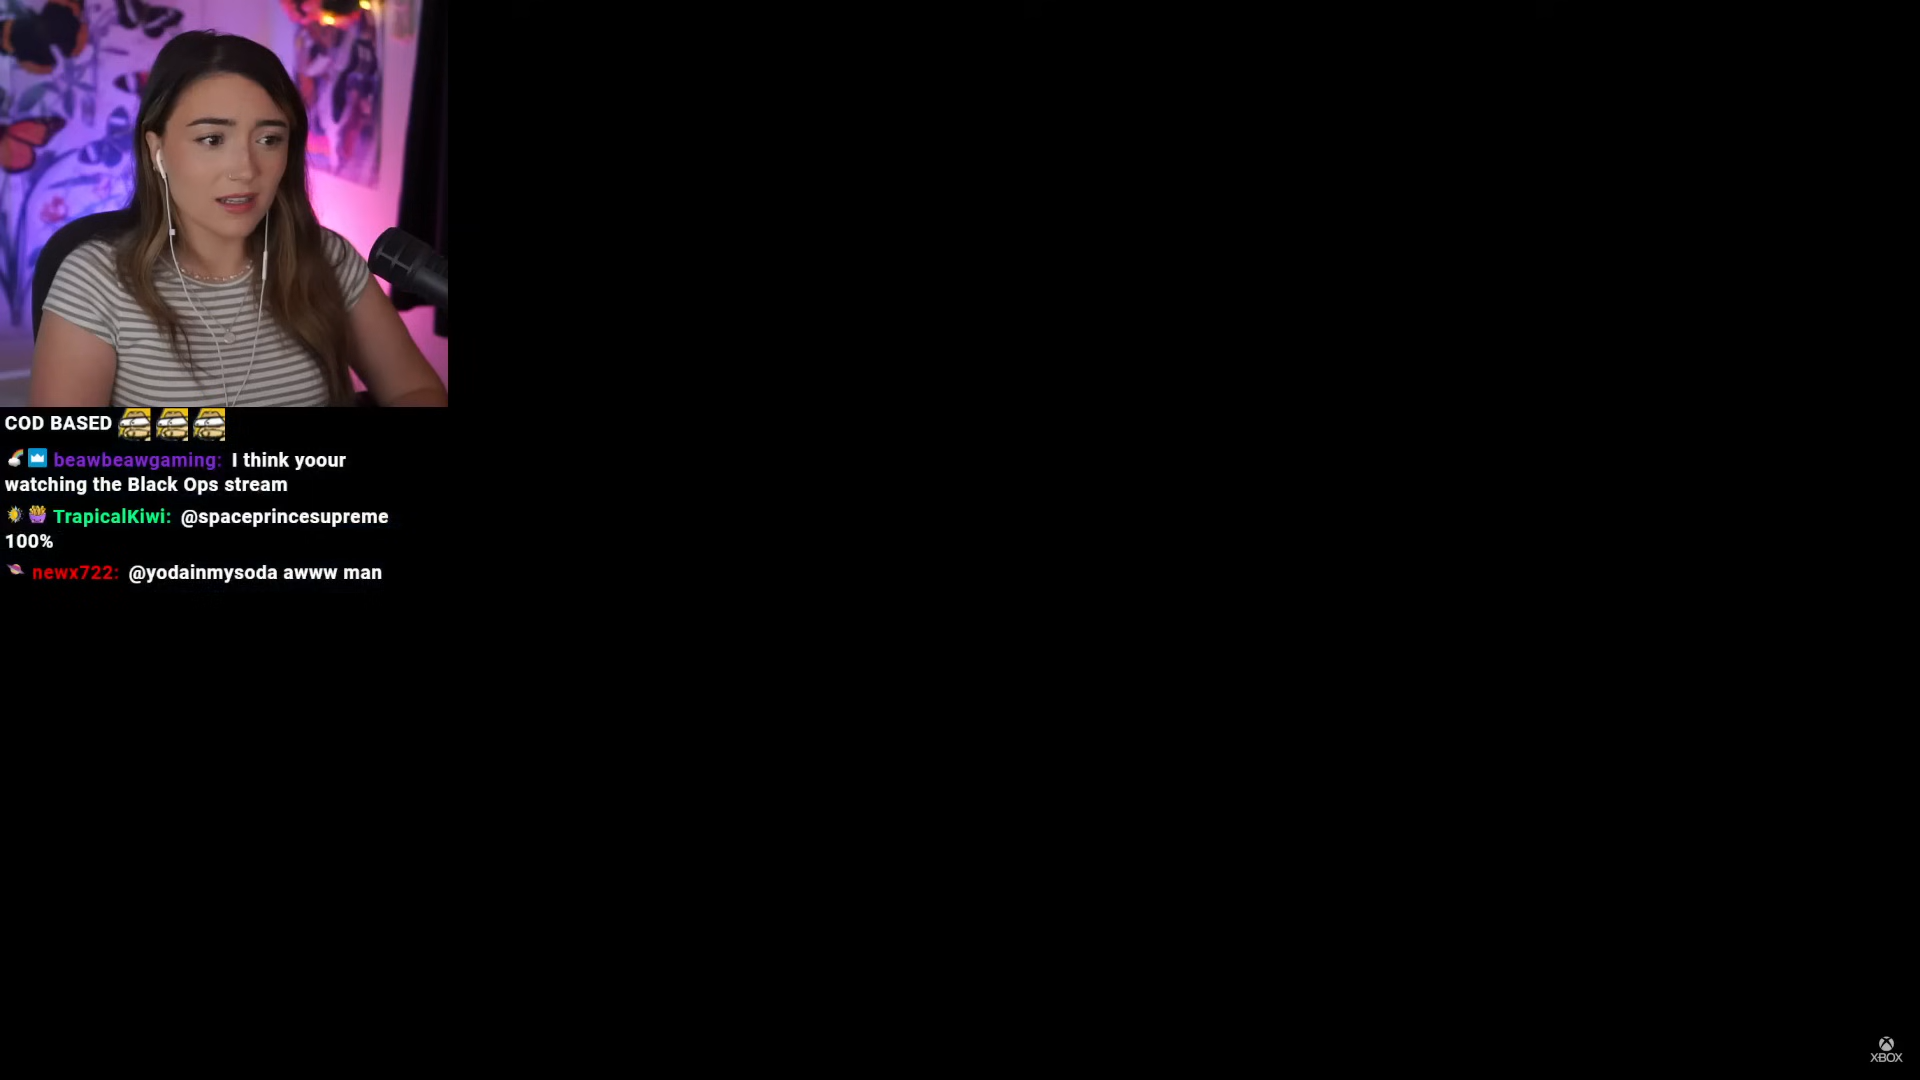 COD BASED
beawbeawgaming: I think yoour
watching the Black Ops stream
TrapicalKiwi: @spaceprincesupreme
100%
newx722: @yodainmysoda awww man
XBOX